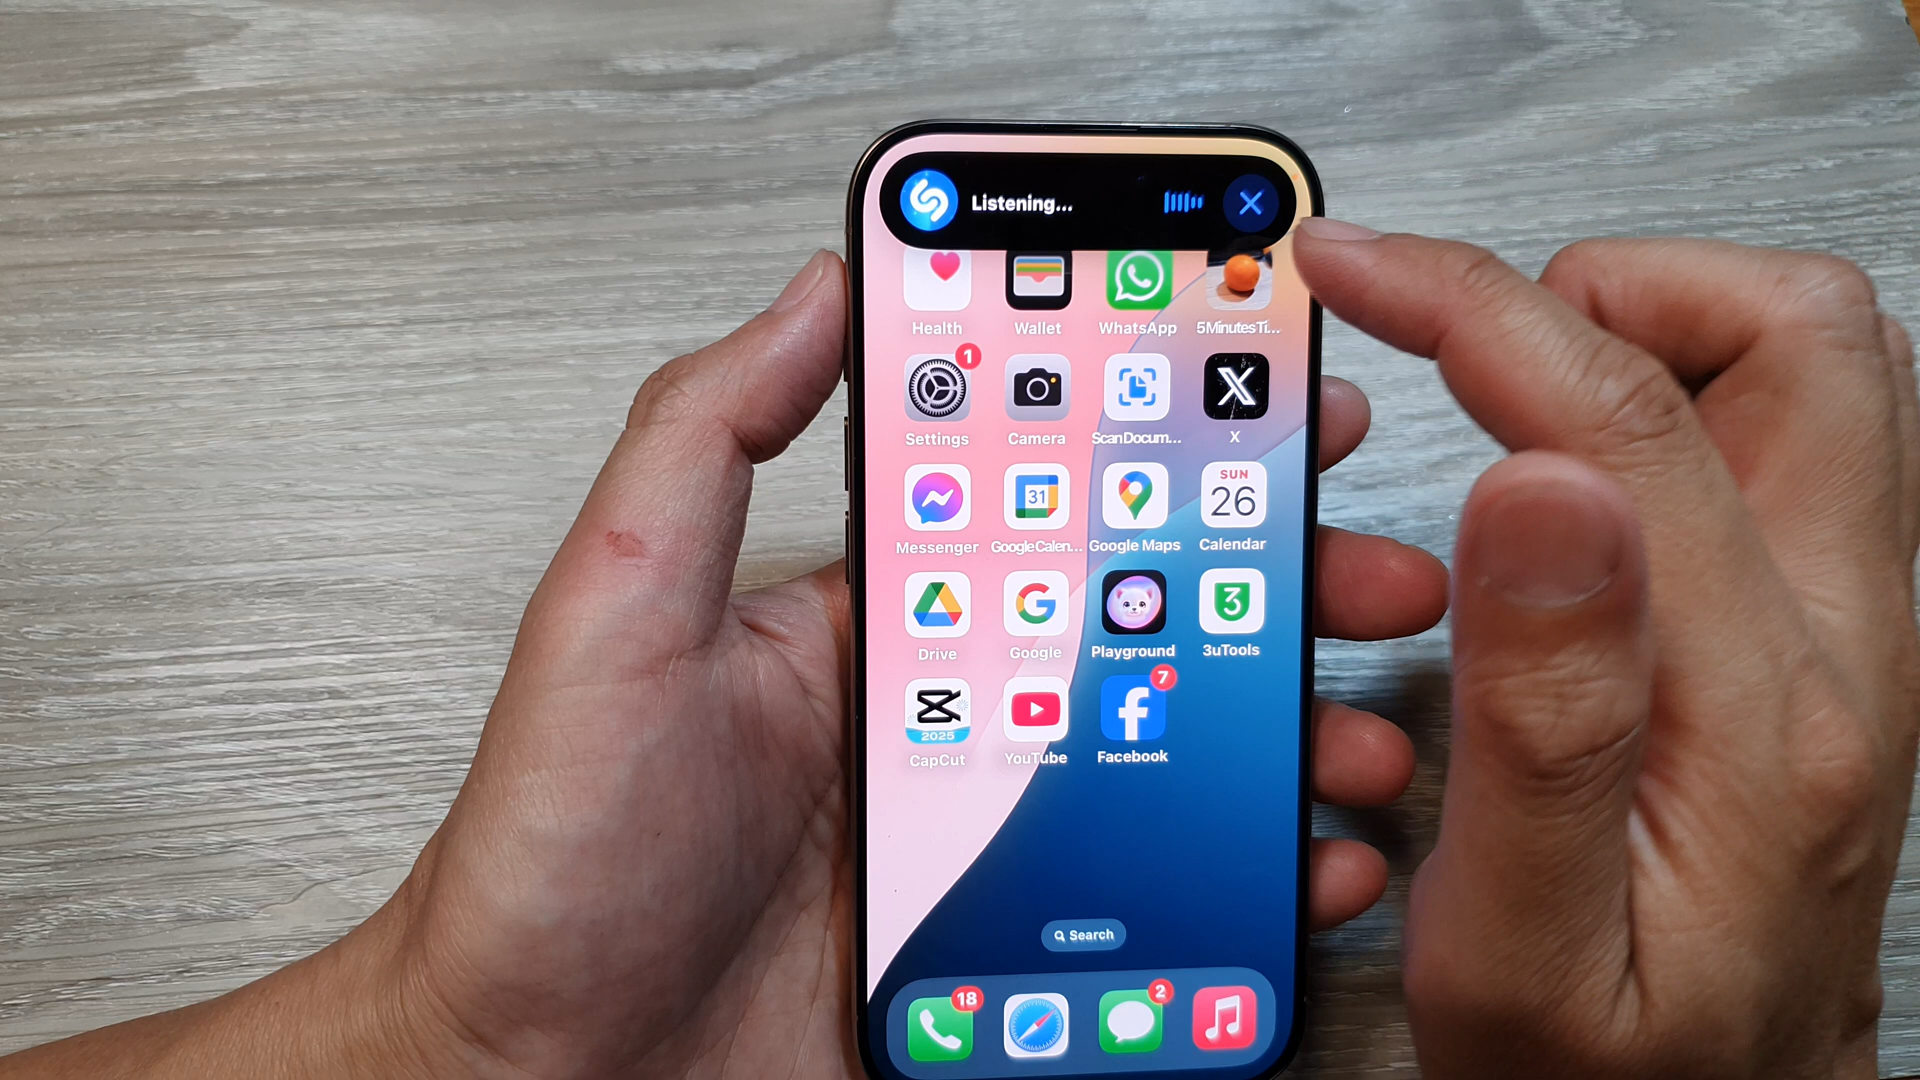 Listening...
Health Wallet WhatsApp 5MinutesTi...
1
Settings Camera ScanDocum... X
SUN
31 26
Messenger GoogleCalen... Google Maps Calendar
3
Drive Google Playground 3uTools
7
2025
CapCut YouTube Facebook
Search
18 2